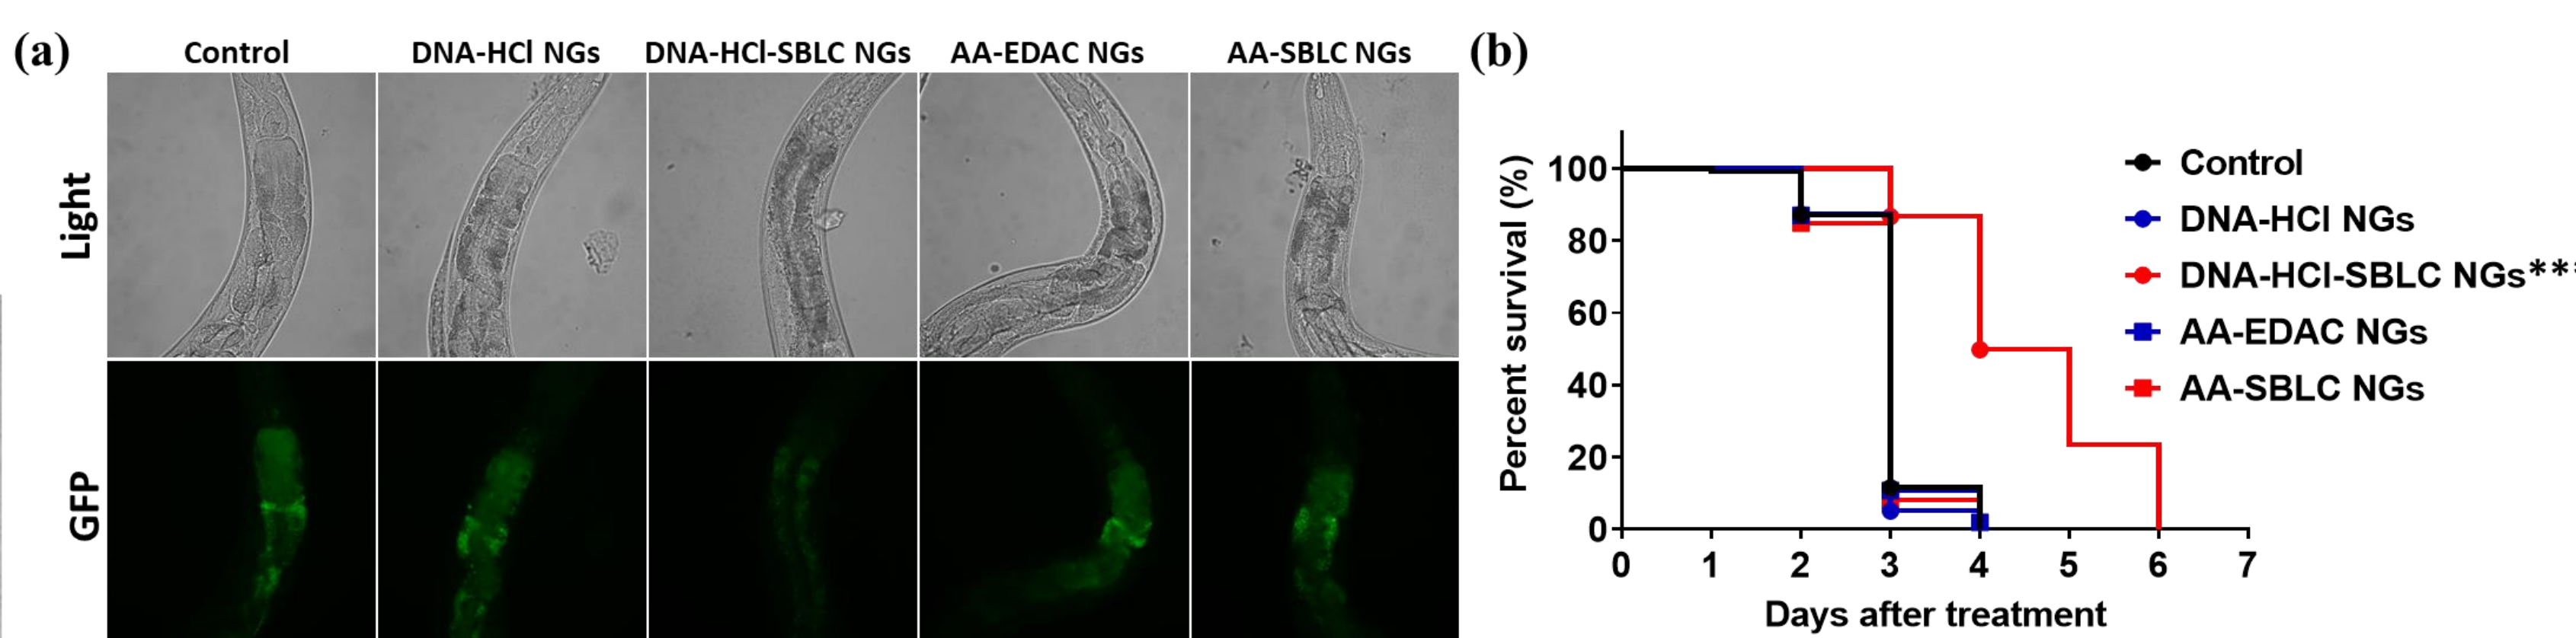 (a)
Control
DNA-HCl NGs
DNA-HCl-SBLC NGs
AA-EDAC NGs
AA-SBLC NGs
Light
GFP
(b)
Percent survival (%)
100
80
60
40
20
0
0 1 2 3 4 5 6 7
Days after treatment
Control
DNA-HCl NGs
DNA-HCl-SBLC NGs***
AA-EDAC NGs
AA-SBLC NGs